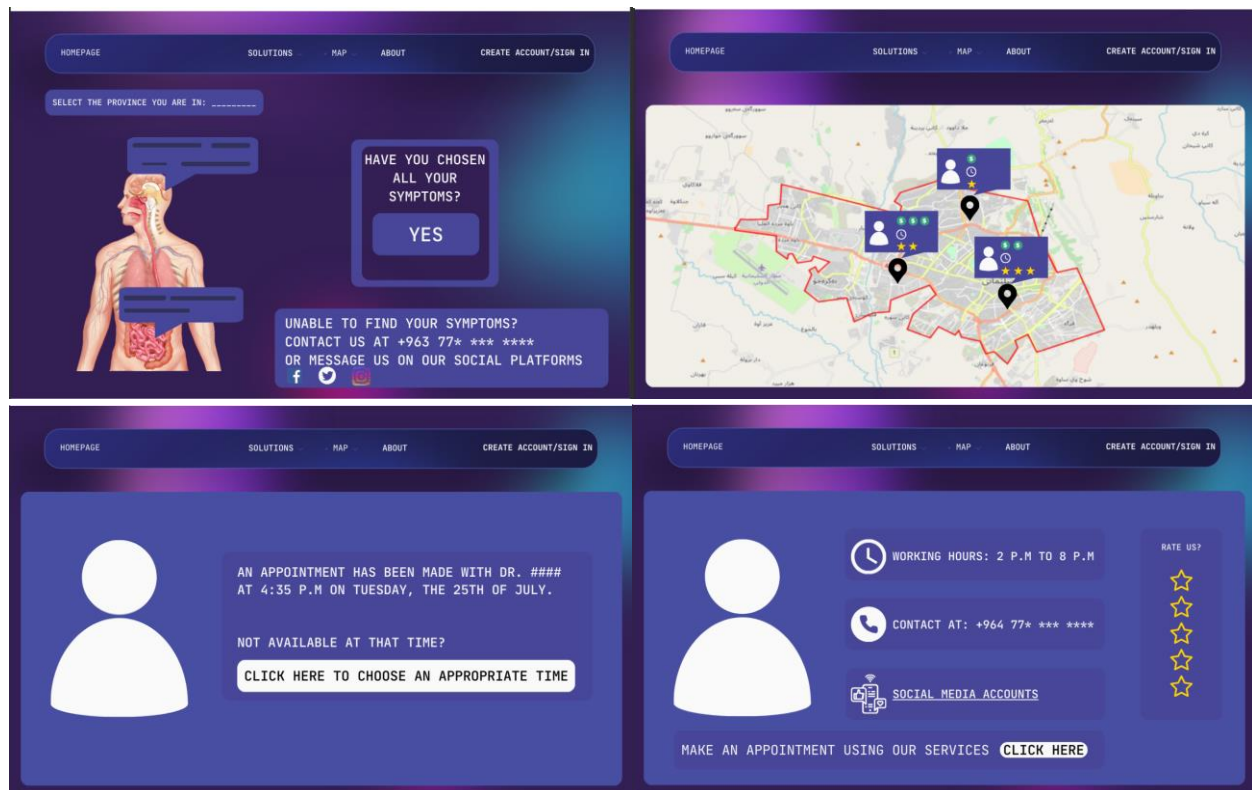 HOMEPAGE
SOLUTIONS
MAP
ABOUT
CREATE ACCOUNT/SIGN IN
SELECT THE PROVINCE YOU ARE IN: _________
HAVE YOU CHOSEN
ALL YOUR
SYMPTOMS?
YES
UNABLE TO FIND YOUR SYMPTOMS?
CONTACT US AT +963 77* *** ****
OR MESSAGE US ON OUR SOCIAL PLATFORMS
HOMEPAGE
SOLUTIONS
MAP
ABOUT
CREATE ACCOUNT/SIGN IN
HOMEPAGE
SOLUTIONS
MAP
ABOUT
CREATE ACCOUNT/SIGN IN
AN APPOINTMENT HAS BEEN MADE WITH DR. ####
AT 4:35 P.M ON TUESDAY, THE 25TH OF JULY.
NOT AVAILABLE AT THAT TIME?
CLICK HERE TO CHOOSE AN APPROPRIATE TIME
HOMEPAGE
SOLUTIONS
MAP
ABOUT
CREATE ACCOUNT/SIGN IN
WORKING HOURS: 2 P.M TO 8 P.M
CONTACT AT: +964 77* *** ****
SOCIAL MEDIA ACCOUNTS
RATE US?
MAKE AN APPOINTMENT USING OUR SERVICES CLICK HERE